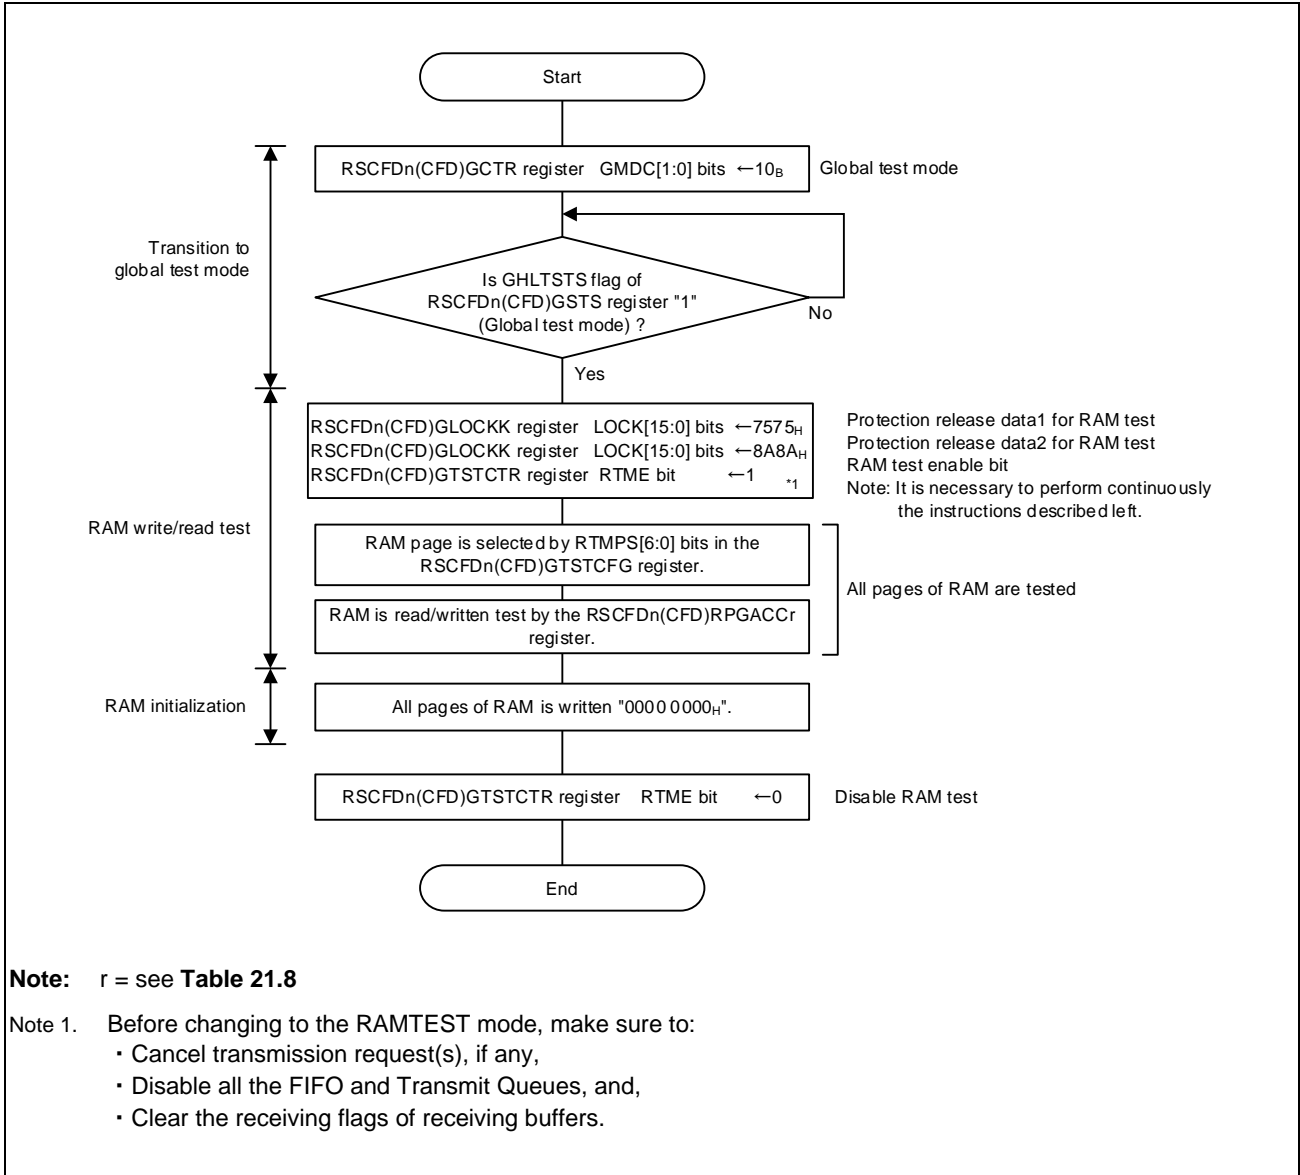 Start
RSCFDn(CFD)GCTR register GMDC[1:0] bits ←10B
Global test mode
Transition to
global test mode
Is GHLTSTS flag of
RSCFDn(CFD)GSTS register "1"
(Global test mode) ?
No
Yes
RSCFDn(CFD)GLOCKK register LOCK[15:0] bits ←7575H
RSCFDn(CFD)GLOCKK register LOCK[15:0] bits ←8A8AH
RSCFDn(CFD)GTSTCTR register RTME bit ←1 *1
Protection release data1 for RAM test
Protection release data2 for RAM test
RAM test enable bit
Note: It is necessary to perform continuously
the instructions described left.
RAM write/read test
RAM page is selected by RTMPS[6:0] bits in the
RSCFDn(CFD)GTSTCFG register.
All pages of RAM are tested
RAM is read/written test by the RSCFDn(CFD)RPGACCr
register.
RAM initialization
All pages of RAM is written "0000 0000H".
RSCFDn(CFD)GTSTCTR register RTME bit ←0
Disable RAM test
End
Note: r = see Table 21.8
Note 1. Before changing to the RAMTEST mode, make sure to:
・Cancel transmission request(s), if any,
・Disable all the FIFO and Transmit Queues, and,
・Clear the receiving flags of receiving buffers.